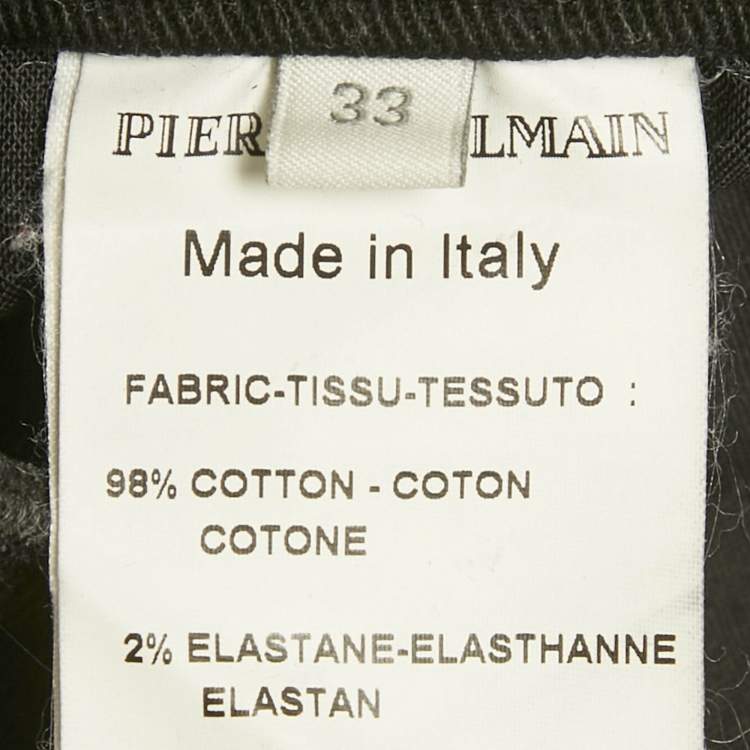 33
PIER LMAIN
Made in Italy
FABRIC-TISSU-TESSUTO :
98% COTTON - COTON
COTONE
2% ELASTANE-ELASTHANNE
ELASTAN